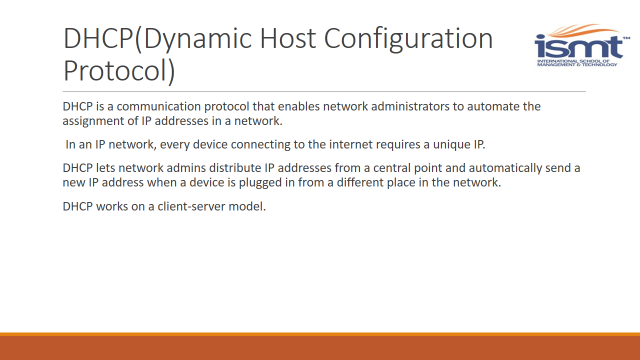 DHCP(Dynamic Host Configuration
Protocol)
ismt™
INTERNATIONAL SCHOOL OF
MANAGEMENT & TECHNOLOGY
DHCP is a communication protocol that enables network administrators to automate the
assignment of IP addresses in a network.
In an IP network, every device connecting to the internet requires a unique IP.
DHCP lets network admins distribute IP addresses from a central point and automatically send a
new IP address when a device is plugged in from a different place in the network.
DHCP works on a client-server model.